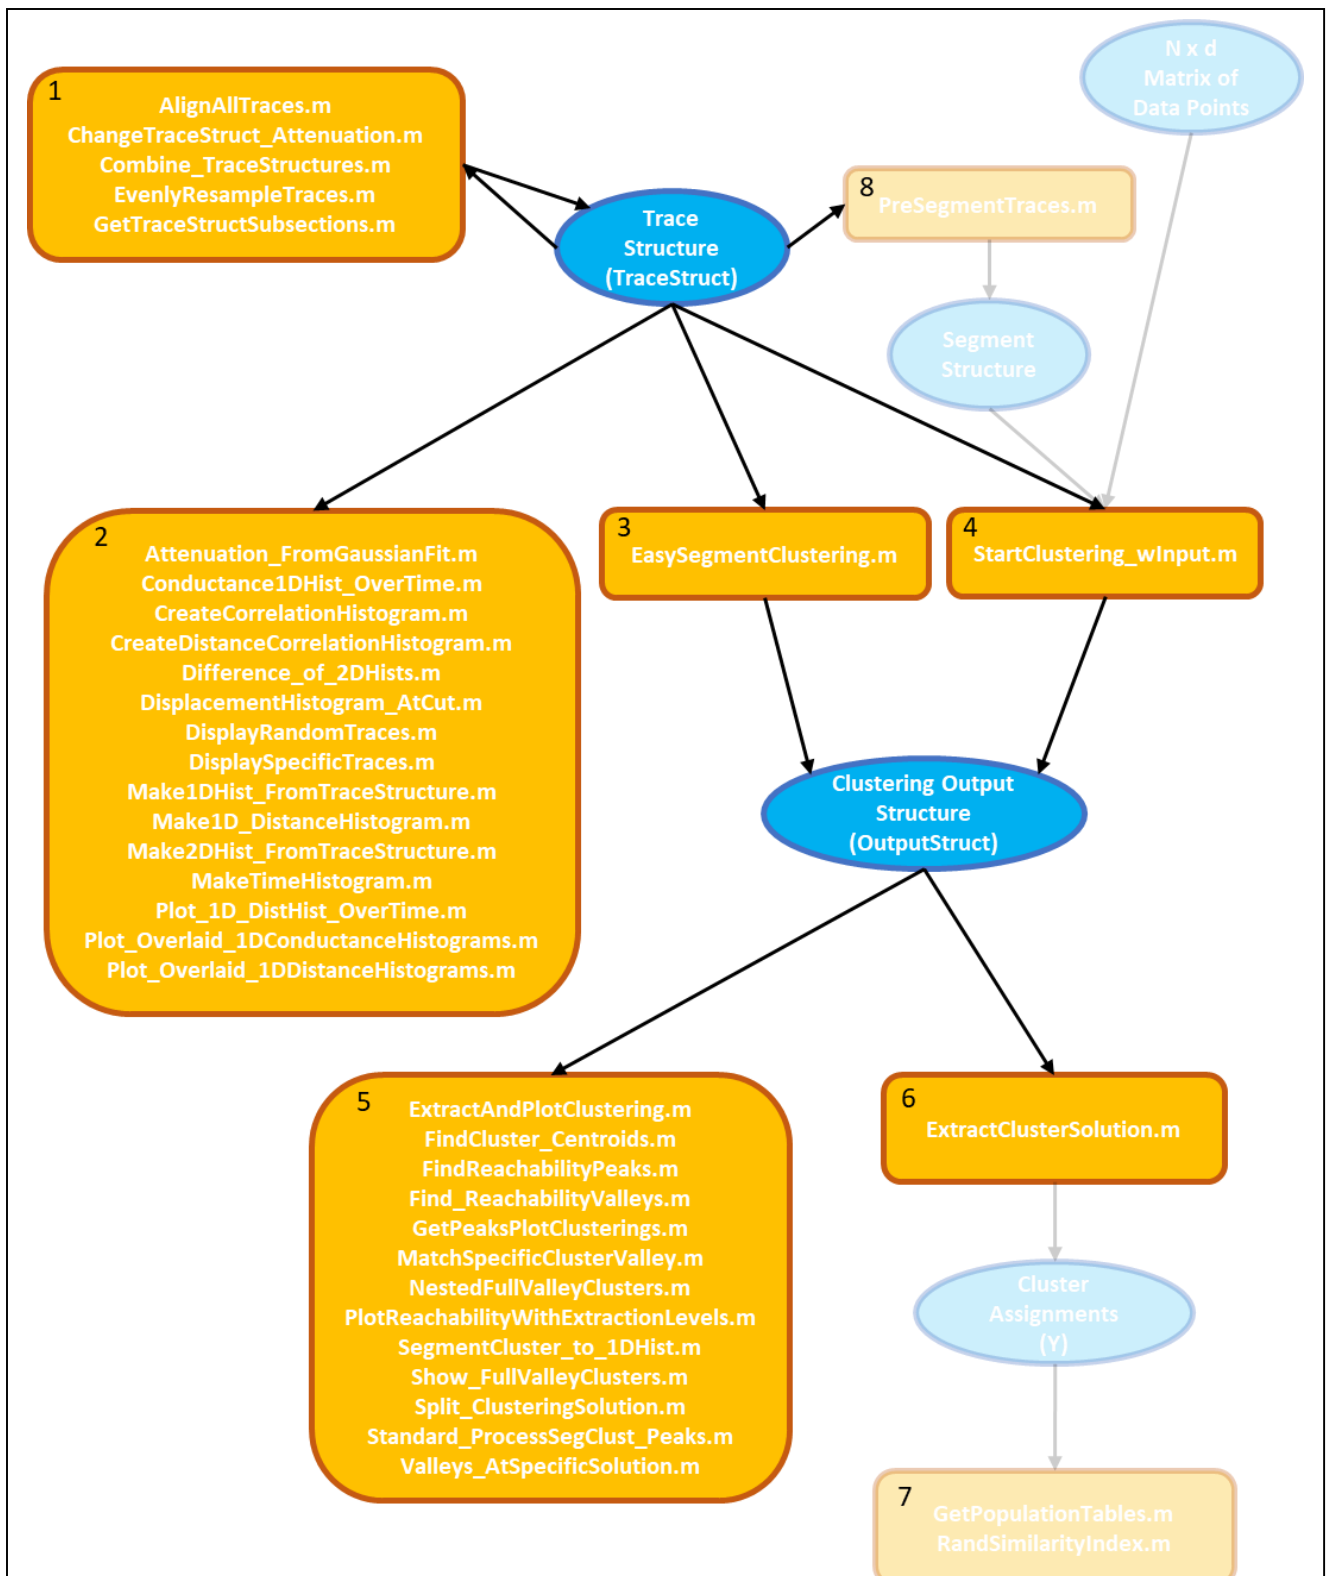 1
AlignAllTraces.m
ChangeTraceStruct_Attenuation.m
Combine_TraceStructures.m
EvenlyResampleTraces.m
GetTraceStructSubsections.m
N x d
Matrix of
Data Points
Trace
Structure
(TraceStruct)
8
PreSegmentTraces.m
Segment
Structure
2
Attenuation_FromGaussianFit.m
Conductance1DHist_OverTime.m
CreateCorrelationHistogram.m
CreateDistanceCorrelationHistogram.m
Difference_of_2DHists.m
DisplacementHistogram_AtCut.m
DisplayRandomTraces.m
DisplaySpecificTraces.m
Make1DHist_FromTraceStructure.m
Make1D_DistanceHistogram.m
Make2DHist_FromTraceStructure.m
MakeTimeHistogram.m
Plot_1D_DistHist_OverTime.m
Plot_Overlaid_1DConductanceHistograms.m
Plot_Overlaid_1DDistanceHistograms.m
3
EasySegmentClustering.m
4
StartClustering_wInput.m
Clustering Output
Structure
(OutputStruct)
5
ExtractAndPlotClustering.m
FindCluster_Centroids.m
FindReachabilityPeaks.m
Find_ReachabilityValleys.m
GetPeaksPlotClusterings.m
MatchSpecificClusterValley.m
NestedFullValleyClusters.m
PlotReachabilityWithExtractionLevels.m
SegmentCluster_to_1DHist.m
Show_FullValleyClusters.m
Split_ClusteringSolution.m
Standard_ProcessSegClust_Peaks.m
Valleys_AtSpecificSolution.m
6
ExtractClusterSolution.m
Cluster
Assignments
(Y)
7
GetPopulationTables.m
RandSimilarityIndex.m